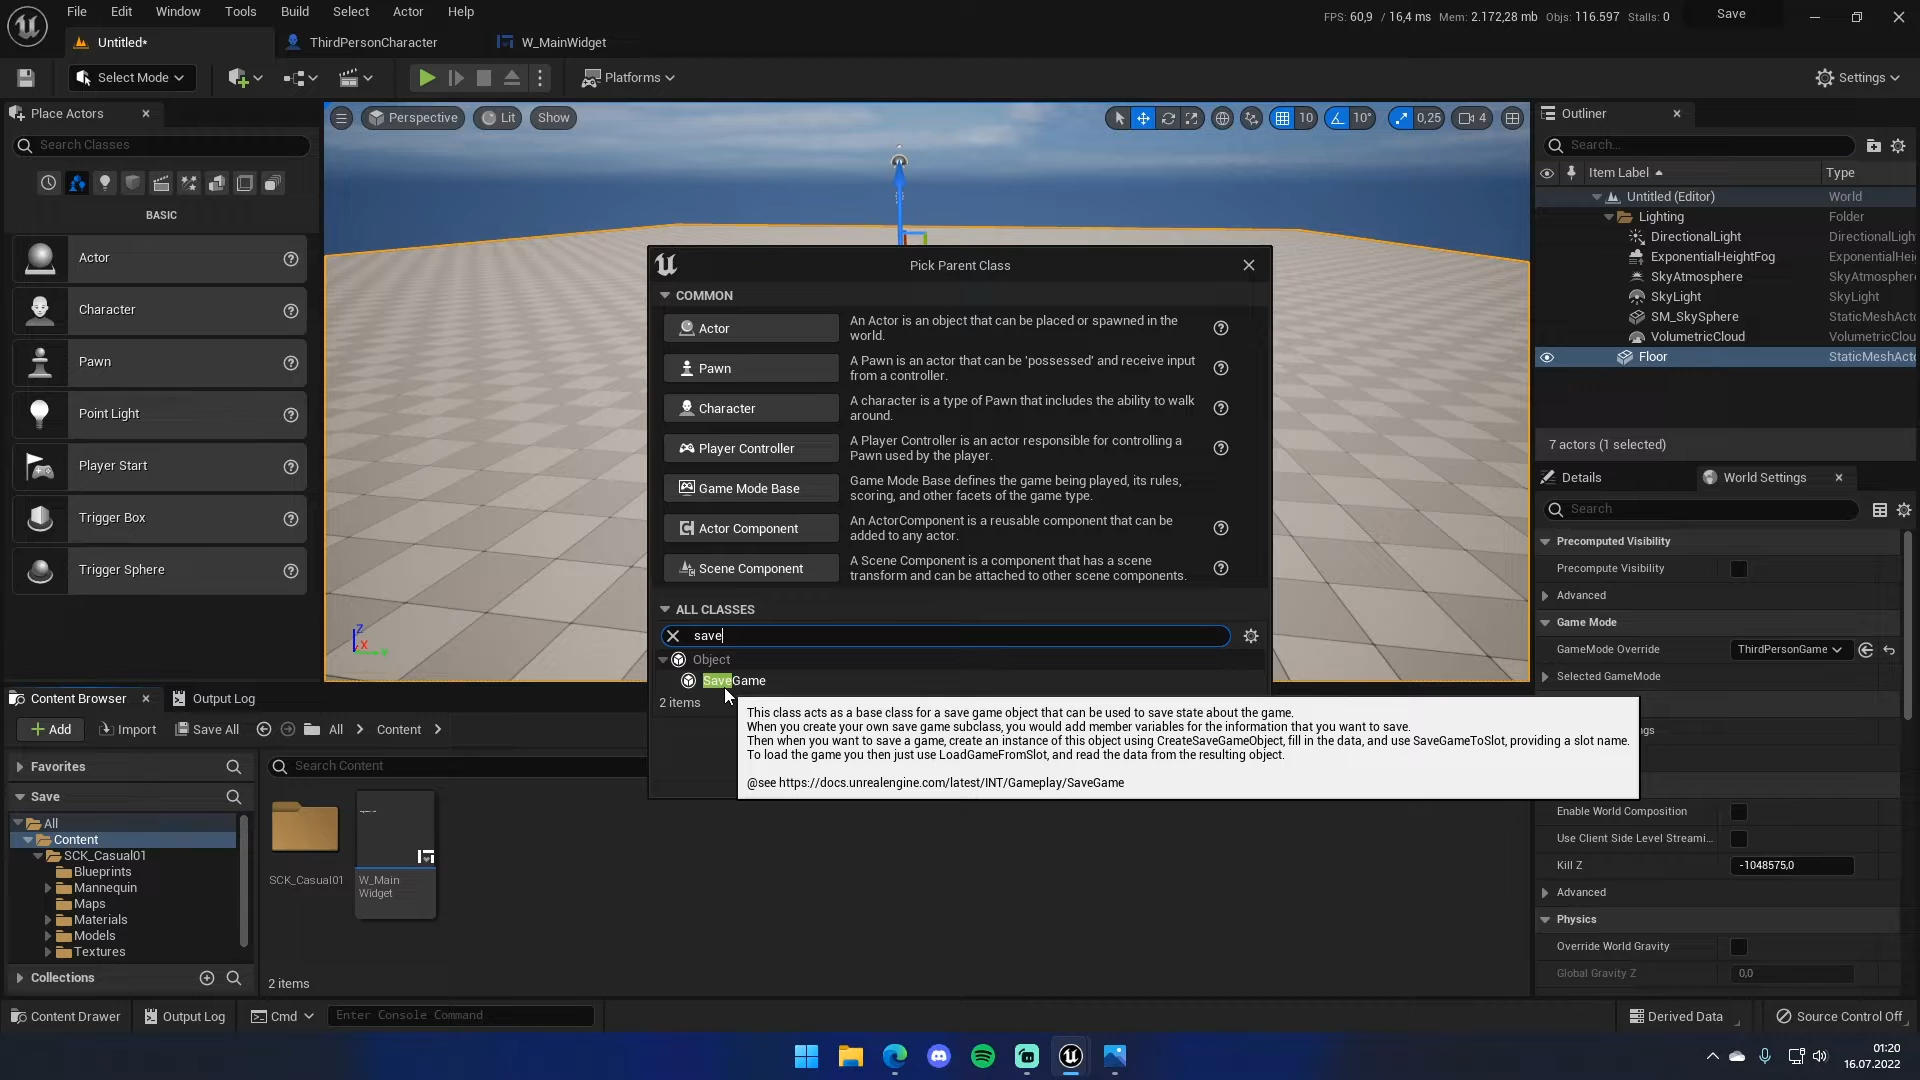 File Edit Window Tools Build Select Actor Help
FPS: 60,9 / 16,4 ms Mem: 2.172,28 mb Objs: 116.597 Stalls: 0
Save
Untitled*
ThirdPersonCharacter
W_MainWidget
Select Mode
Platforms
Settings
Place Actors
Search Classes
BASIC
Actor
Character
Pawn
Point Light
Player Start
Trigger Box
Trigger Sphere
Perspective
Lit
Show
10
10°
0,25
4
Z
X
Pick Parent Class
COMMON
Actor
An Actor is an object that can be placed or spawned in the
world.
Pawn
A Pawn is an actor that can be 'possessed' and receive input
from a controller.
Character
A character is a type of Pawn that includes the ability to walk
around.
Player Controller
A Player Controller is an actor responsible for controlling a
Pawn used by the player.
Game Mode Base
Game Mode Base defines the game being played, its rules,
scoring, and other facets of the game type.
Actor Component
An ActorComponent is a reusable component that can be
added to any actor.
Scene Component
A Scene Component is a component that has a scene
transform and can be attached to other scene components.
ALL CLASSES
save
Object
SaveGame
2 items
This class acts as a base class for a save game object that can be used to save state about the game.
When you create your own save game subclass, you would add member variables for the information that you want to save.
Then when you want to save a game, create an instance of this object using CreateSaveGameObject, fill in the data, and use SaveGameToSlot, providing a slot name.
To load the game you then just use LoadGameFromSlot, and read the data from the resulting object.
@see https://docs.unrealengine.com/latest/INT/Gameplay/SaveGame
Outliner
Search...
Item Label
Type
Untitled (Editor) World
Lighting Folder
DirectionalLight DirectionalLigh
ExponentialHeightFog ExponentialHei
SkyAtmosphere SkyAtmosphere
SkyLight SkyLight
SM_SkySphere StaticMeshActo
VolumetricCloud VolumetricCloud
Floor StaticMeshActo
7 actors (1 selected)
Details
World Settings
Search
Precomputed Visibility
Precompute Visibility
Advanced
Game Mode
GameMode Override
ThirdPersonGame
Selected GameMode
ngs
Enable World Composition
Use Client Side Level Streami...
Kill Z
-1048575,0
Advanced
Physics
Override World Gravity
Global Gravity Z
0,0
Content Browser
Output Log
Add
Import
Save All
All
Content
Favorites
Search Content
Save
All
Content
SCK_Casual01
Blueprints
Mannequin
Maps
Materials
Models
Textures
Collections
SCK_Casual01
W_Main
Widget
2 items
Content Drawer
Output Log
Cmd
Enter Console Command
Derived Data
Source Control Off
01:20
16.07.2022